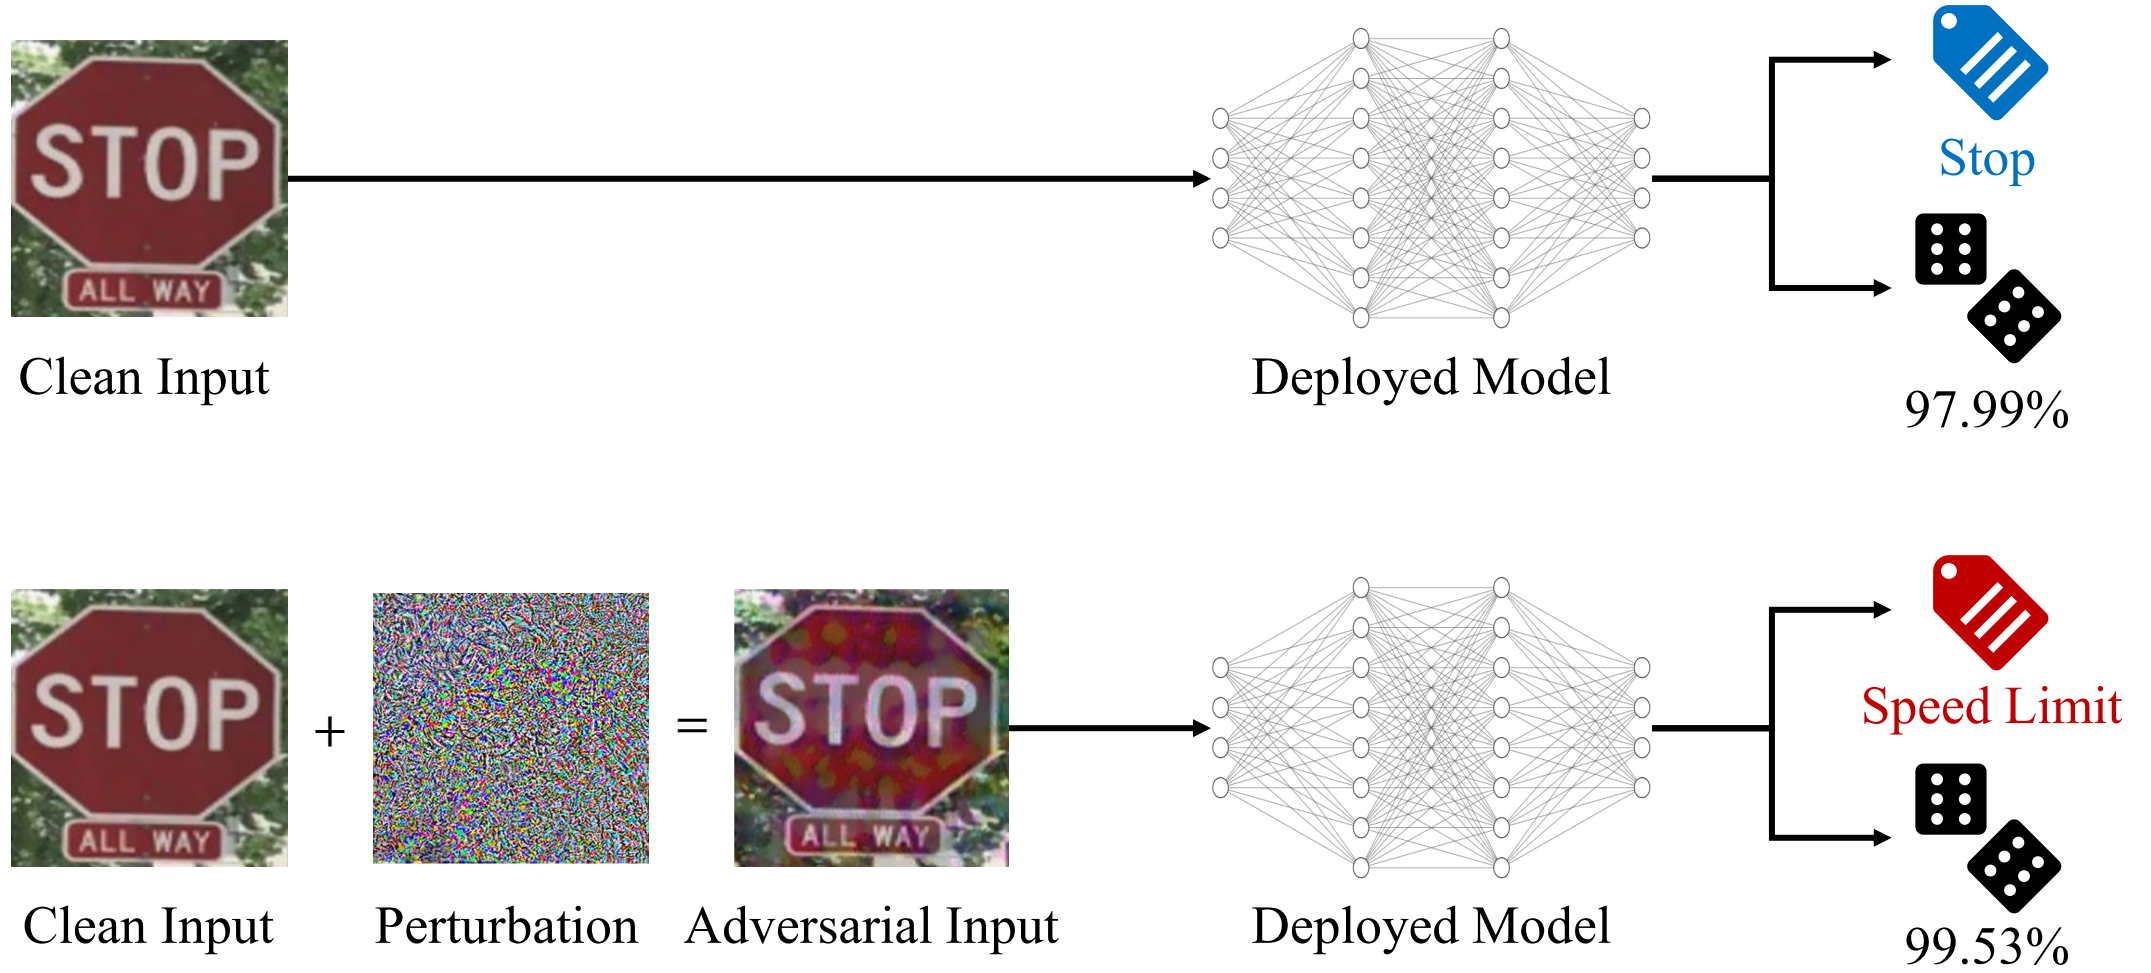 STOP
ALL WAY
Clean Input
Deployed Model
Stop
97.99%
STOP
ALL WAY
+
=
STOP
ALL WAY
Clean Input
Perturbation
Adversarial Input
Deployed Model
Speed Limit
99.53%